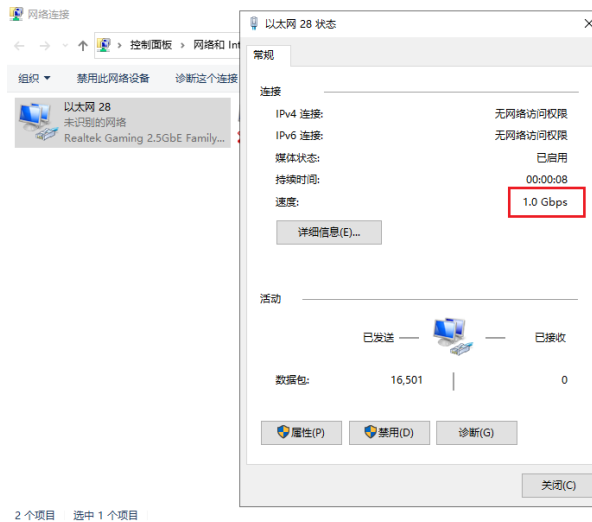 网络连接
控制面板 › 网络和 Int
组织
禁用此网络设备
诊断这个连接
以太网 28
未识别的网络
Realtek Gaming 2.5GbE Family...
以太网 28 状态
常规
连接
IPv4 连接: 无网络访问权限
IPv6 连接: 无网络访问权限
媒体状态: 已启用
持续时间: 00:00:08
速度: 1.0 Gbps
详细信息(E)...
活动
已发送 — — 已接收
数据包: 16,501 0
属性(P) 禁用(D) 诊断(G)
关闭(C)
2 个项目 选中 1 个项目